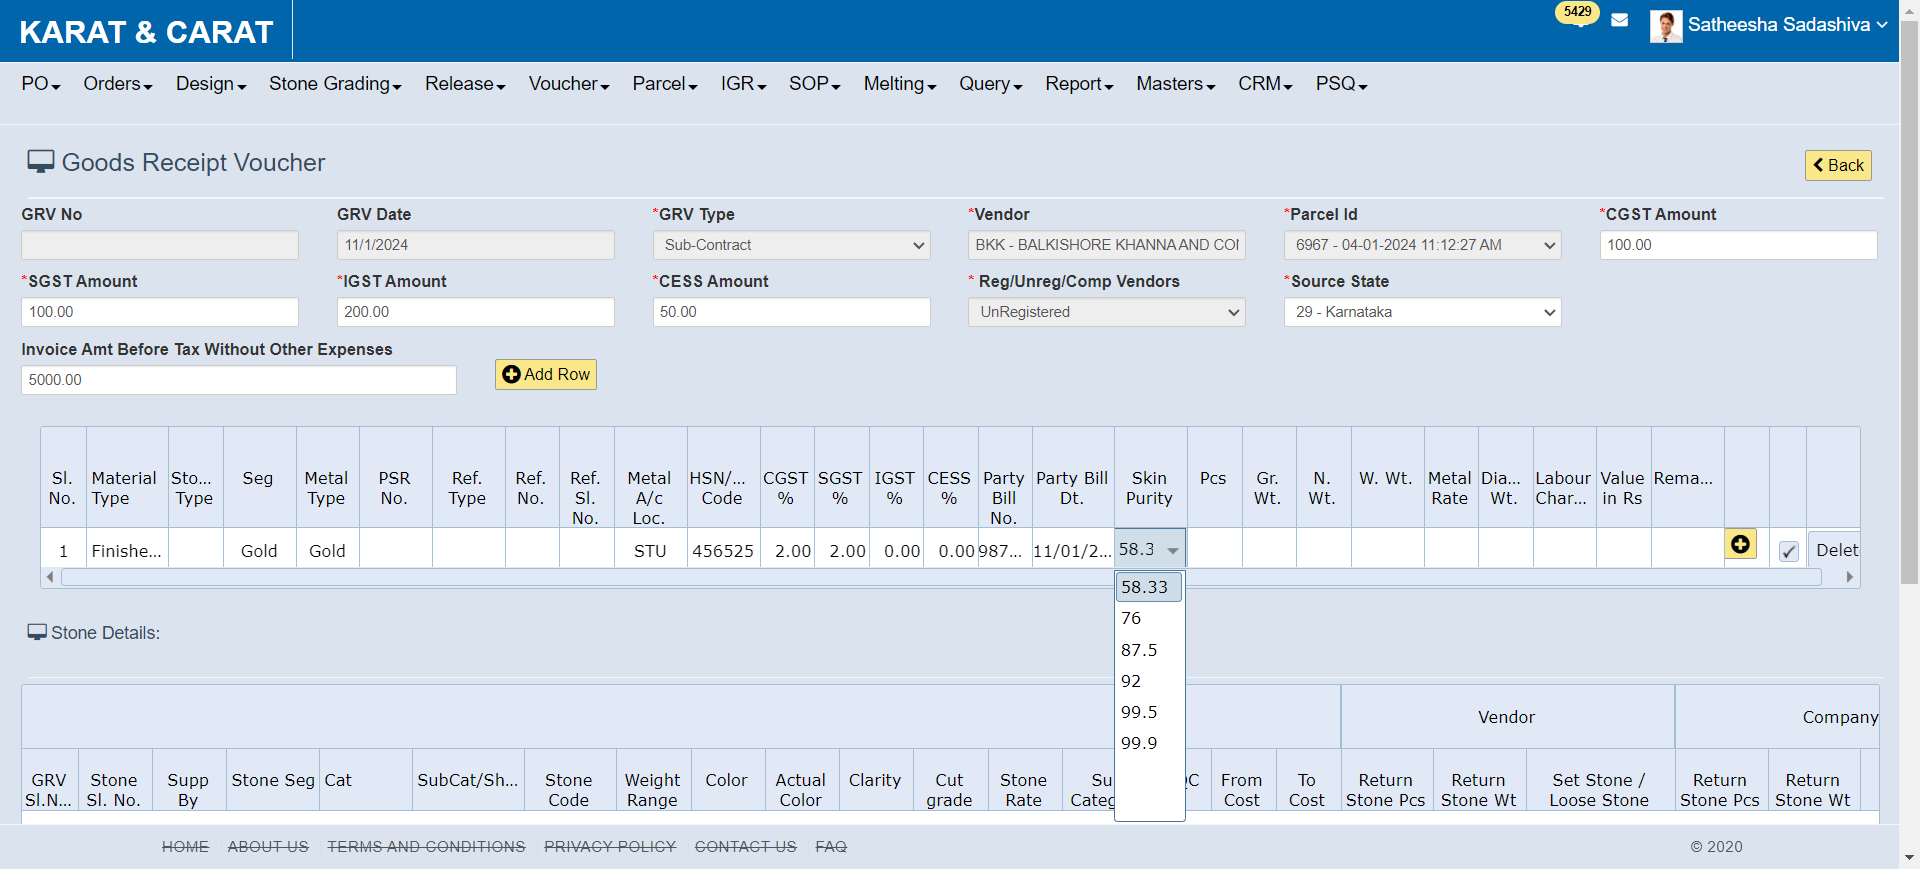 KARAT & CARAT
5429
Satheesha Sadashiva
PO Orders Design Stone Grading Release Voucher Parcel IGR SOP Melting Query Report Masters CRM PSQ
Goods Receipt Voucher
Back
GRV No GRV Date *GRV Type *Vendor *Parcel Id *CGST Amount
11/1/2024 Sub-Contract BKK - BALKISHORE KHANNA AND CO 6967 - 04-01-2024 11:12:27 AM 100.00
*SGST Amount *IGST Amount *CESS Amount * Reg/Unreg/Comp Vendors *Source State
100.00 200.00 50.00 UnRegistered 29 - Karnataka
Invoice Amt Before Tax Without Other Expenses
5000.00 Add Row
Sl. Material Sto... Seg Metal PSR Ref. Ref. Ref. Metal HSN/... CGST SGST IGST CESS Party Party Bill Skin Pcs Gr. N. W. Wt. Metal Dia... Labour Value Rema...
No. Type Type Type No. Type No. Sl. A/c Code % % % % Bill Dt. Purity Wt. Wt. Rate Wt. Char... in Rs
No. Loc. No.
1 Finishe... Gold Gold STU 456525 2.00 2.00 0.00 0.00 987... 11/01/2... 58.3 Delet
58.33
76
87.5
92
99.5
99.9
Stone Details:
Vendor Company
GRV Stone Supp Stone Seg Cat SubCat/Sh... Stone Weight Color Actual Clarity Cut Stone Su C From To Return Return Set Stone / Return Return
Sl.N... Sl. No. By Code Range Color grade Rate Categ Cost Cost Stone Pcs Stone Wt Loose Stone Stone Pcs Stone Wt
HOME ABOUT US TERMS AND CONDITIONS PRIVACY POLICY CONTACT US FAQ © 2020